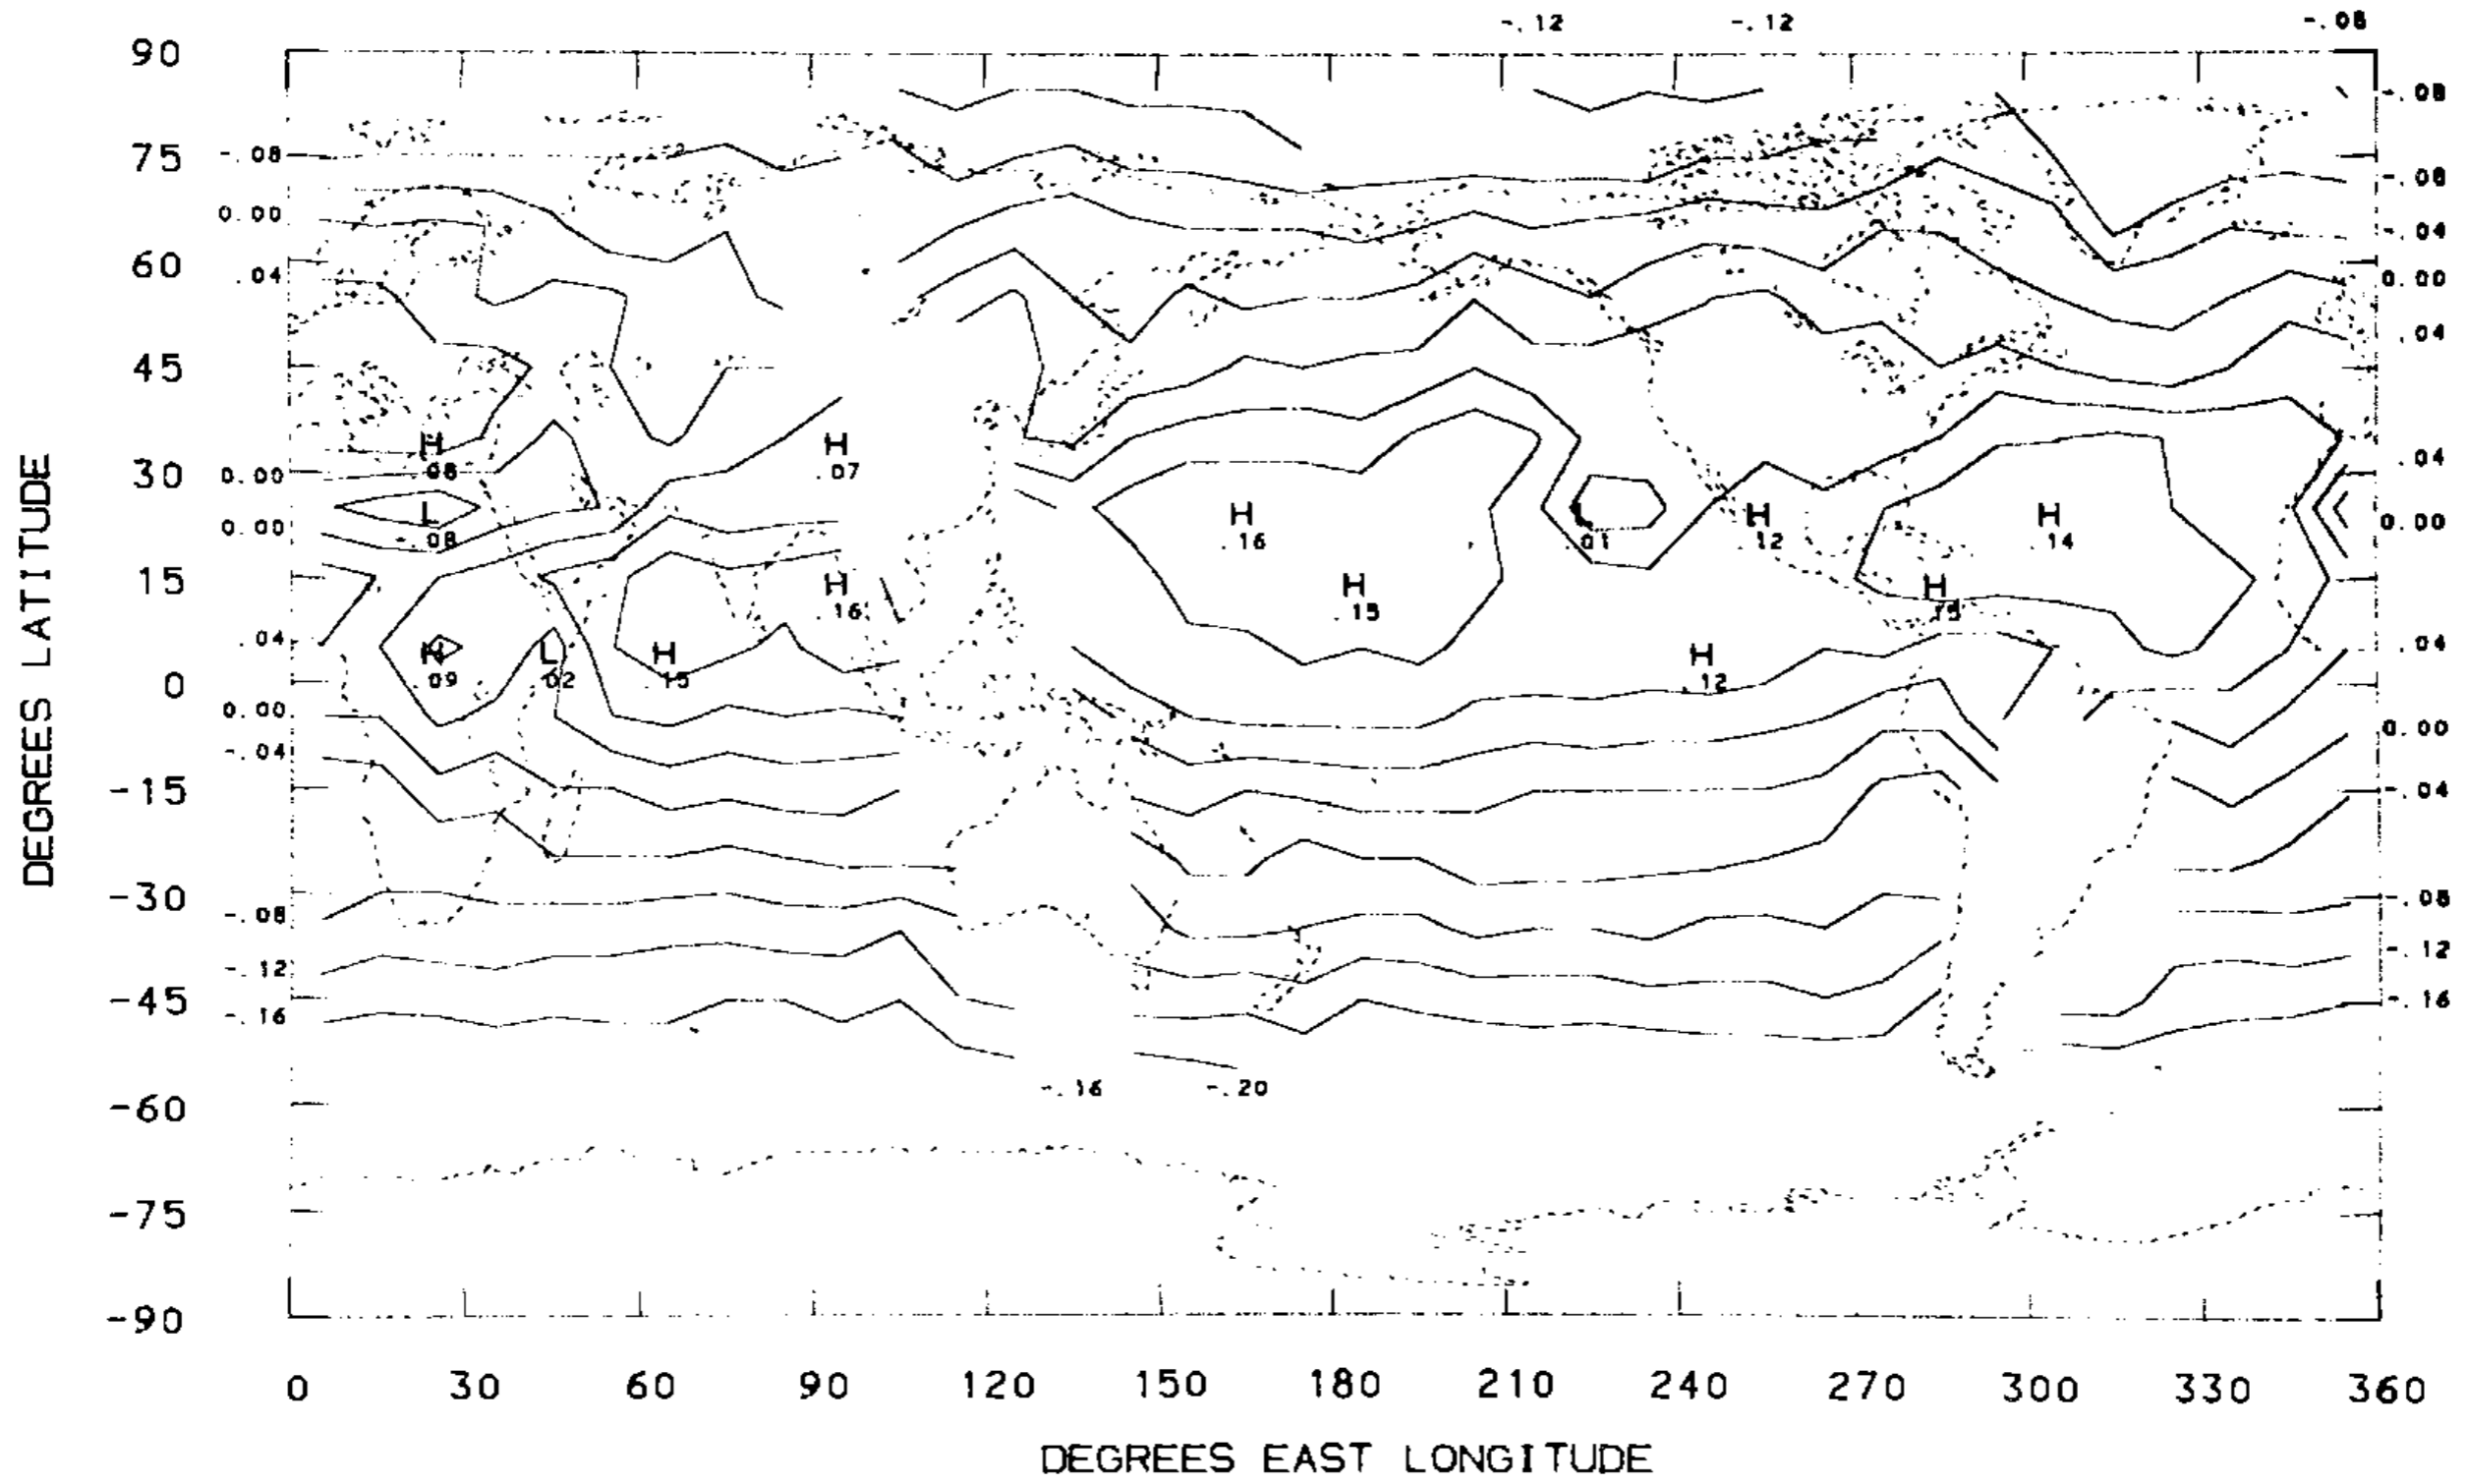 -.12 -.12 -.08
90
-.08
75 -.08
-.08
0.00
-.04
60 .04
0.00
.04
45
H H
30 0.00 .08 .07 .04
L H H H
0.00 -.08 .16 .01 .12 .14 0.00
15 H H H
.16 .15 .15
.04 .04
H L H H
0 .09 .02 .15 .12
0.00 0.00
-.04
-15 -.04
-30 -.08 -.08
-.12 -.12
-45 -.16
-.16
-.16 -.20
-60
-75
-90
0 30 60 90 120 150 180 210 240 270 300 330 360
DEGREES EAST LONGITUDE
DEGREES LATITUDE